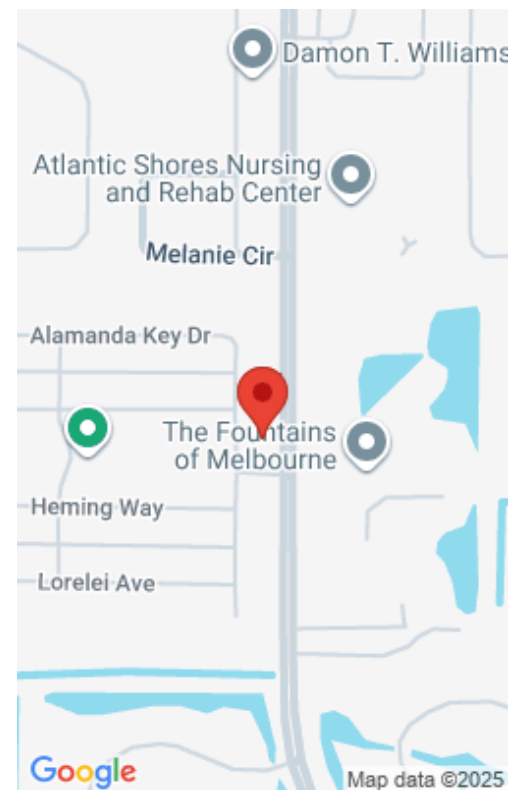 Damon T. Williams
Atlantic Shores Nursing
and Rehab Center
Melanie Cir
Alamanda Key Dr
The Fountains
of Melbourne
Heming Way
Lorelei Ave
Google
Map data ©2025